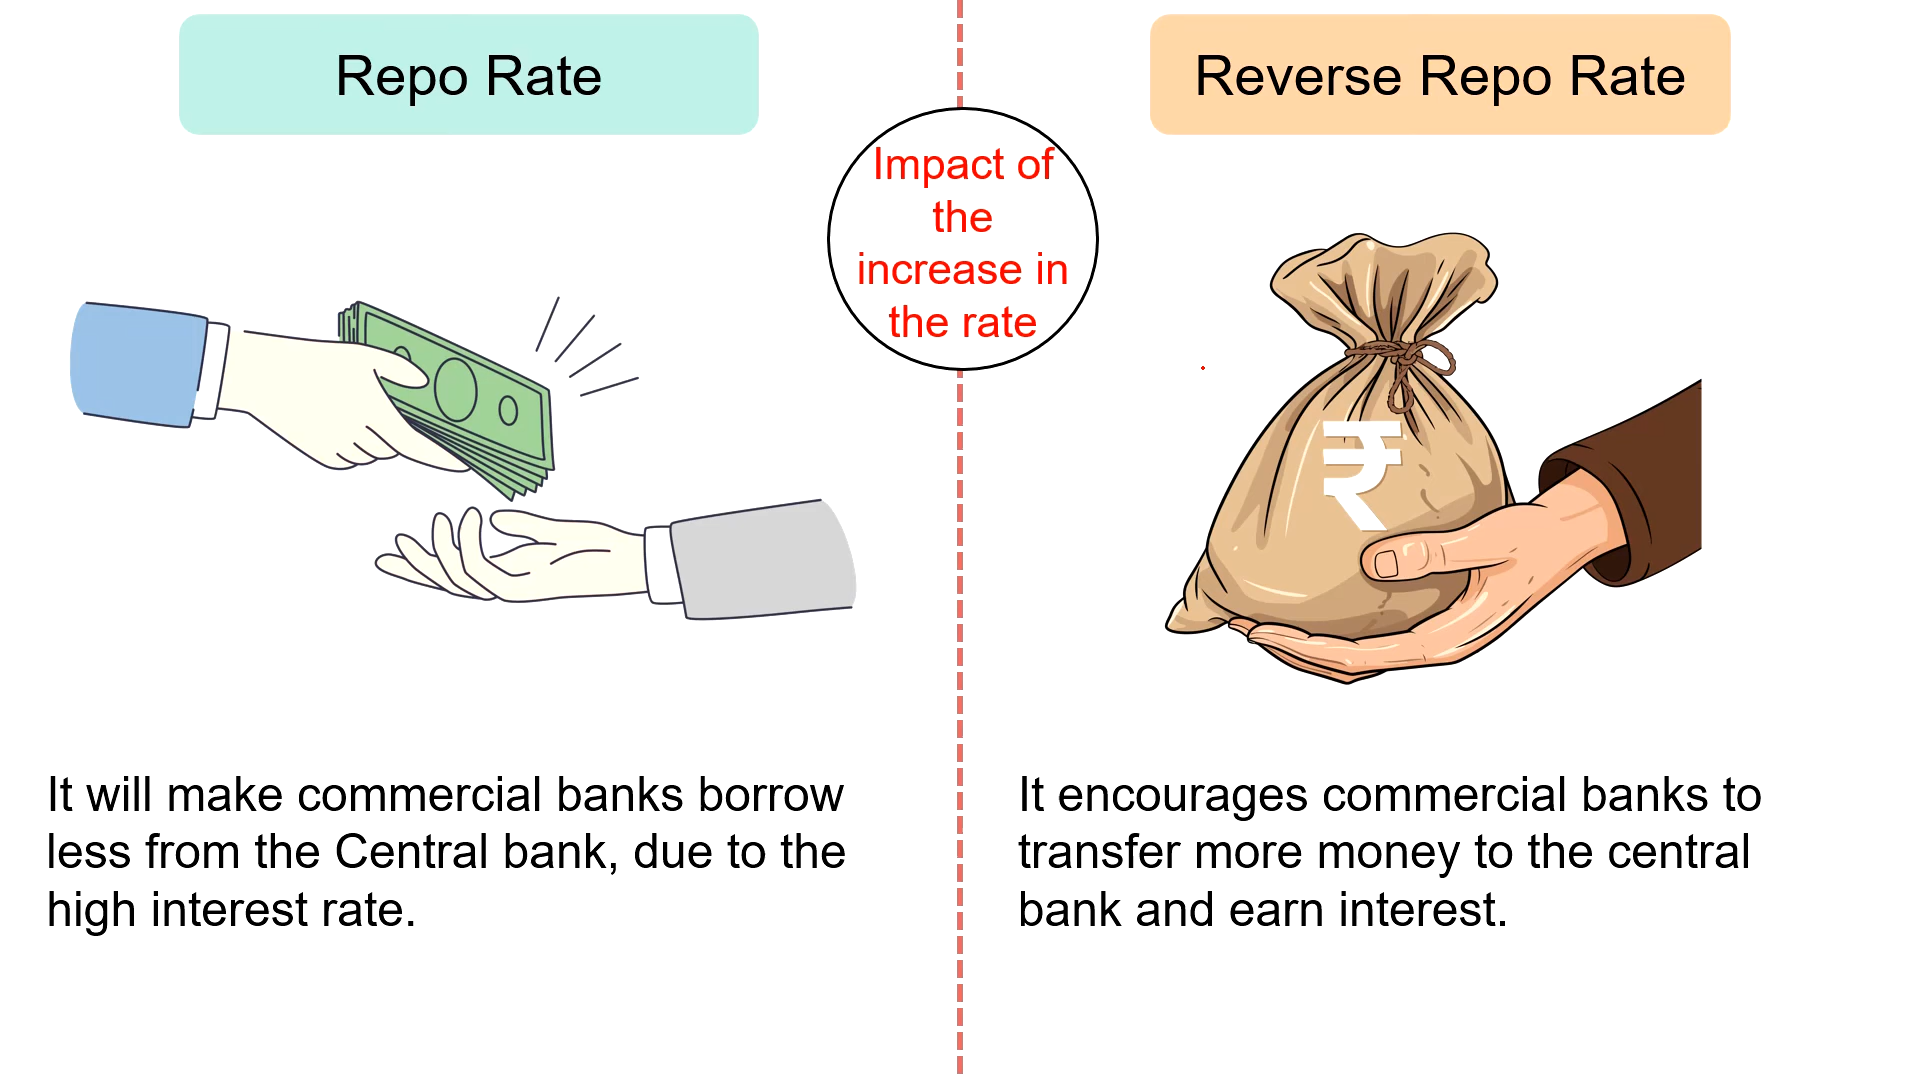 Repo Rate
Reverse Repo Rate
Impact of
the
increase in
the rate
₹
It will make commercial banks borrow
less from the Central bank, due to the
high interest rate.
It encourages commercial banks to
transfer more money to the central
bank and earn interest.